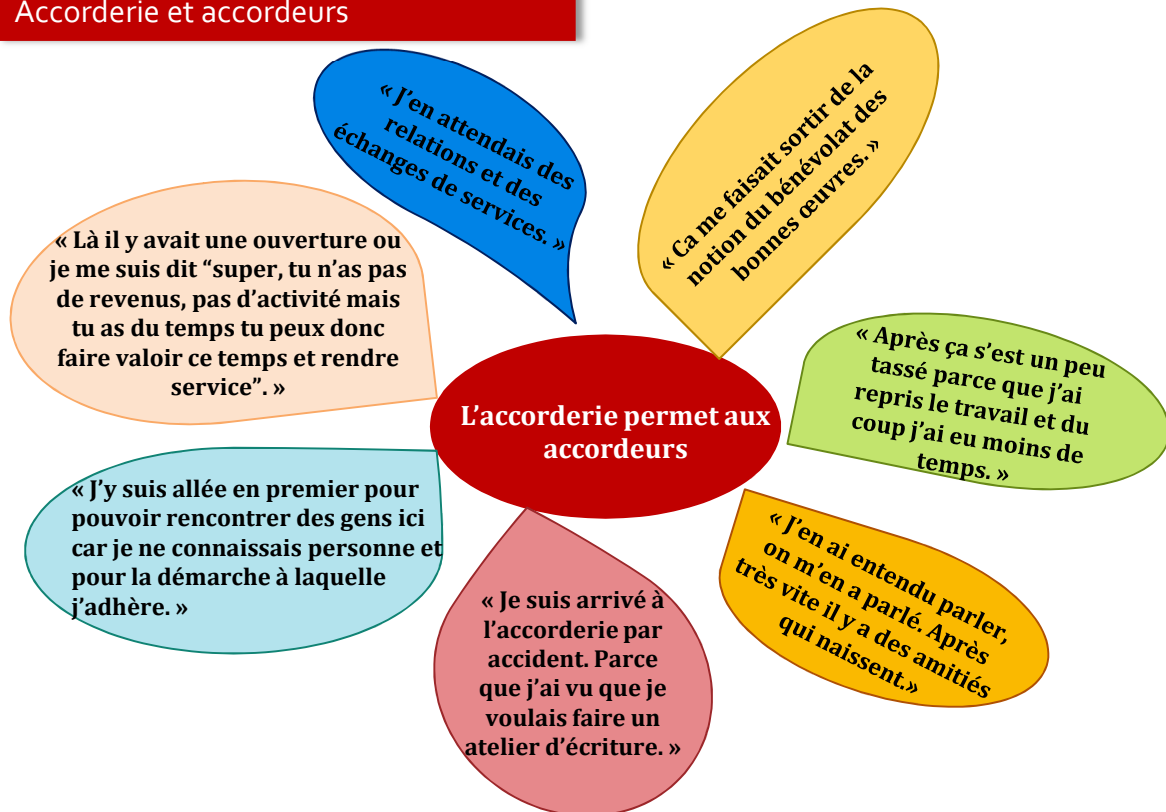 Accorderie et accordeurs
« J'en attendais des
relations et des
échanges de services. »
« Ca me faisait sortir de la
notion du bénévolat des
bonnes œuvres. »
« Là il y avait une ouverture ou
je me suis dit “super, tu n'as pas
de revenus, pas d'activité mais
tu as du temps tu peux donc
faire valoir ce temps et rendre
service”. »
« Après ça s'est un peu
tassé parce que j'ai
repris le travail et du
coup j'ai eu moins de
temps. »
L'accorderie permet aux
accordeurs
« J'y suis allée en premier pour
pouvoir rencontrer des gens ici
car je ne connaissais personne et
pour la démarche à laquelle
j'adhère. »
« J'en ai entendu parler,
on m'en a parlé. Après
très vite il y a des amitiés
qui naissent.»
« Je suis arrivé à
l'accorderie par
accident. Parce
que j'ai vu que je
voulais faire un
atelier d'écriture. »